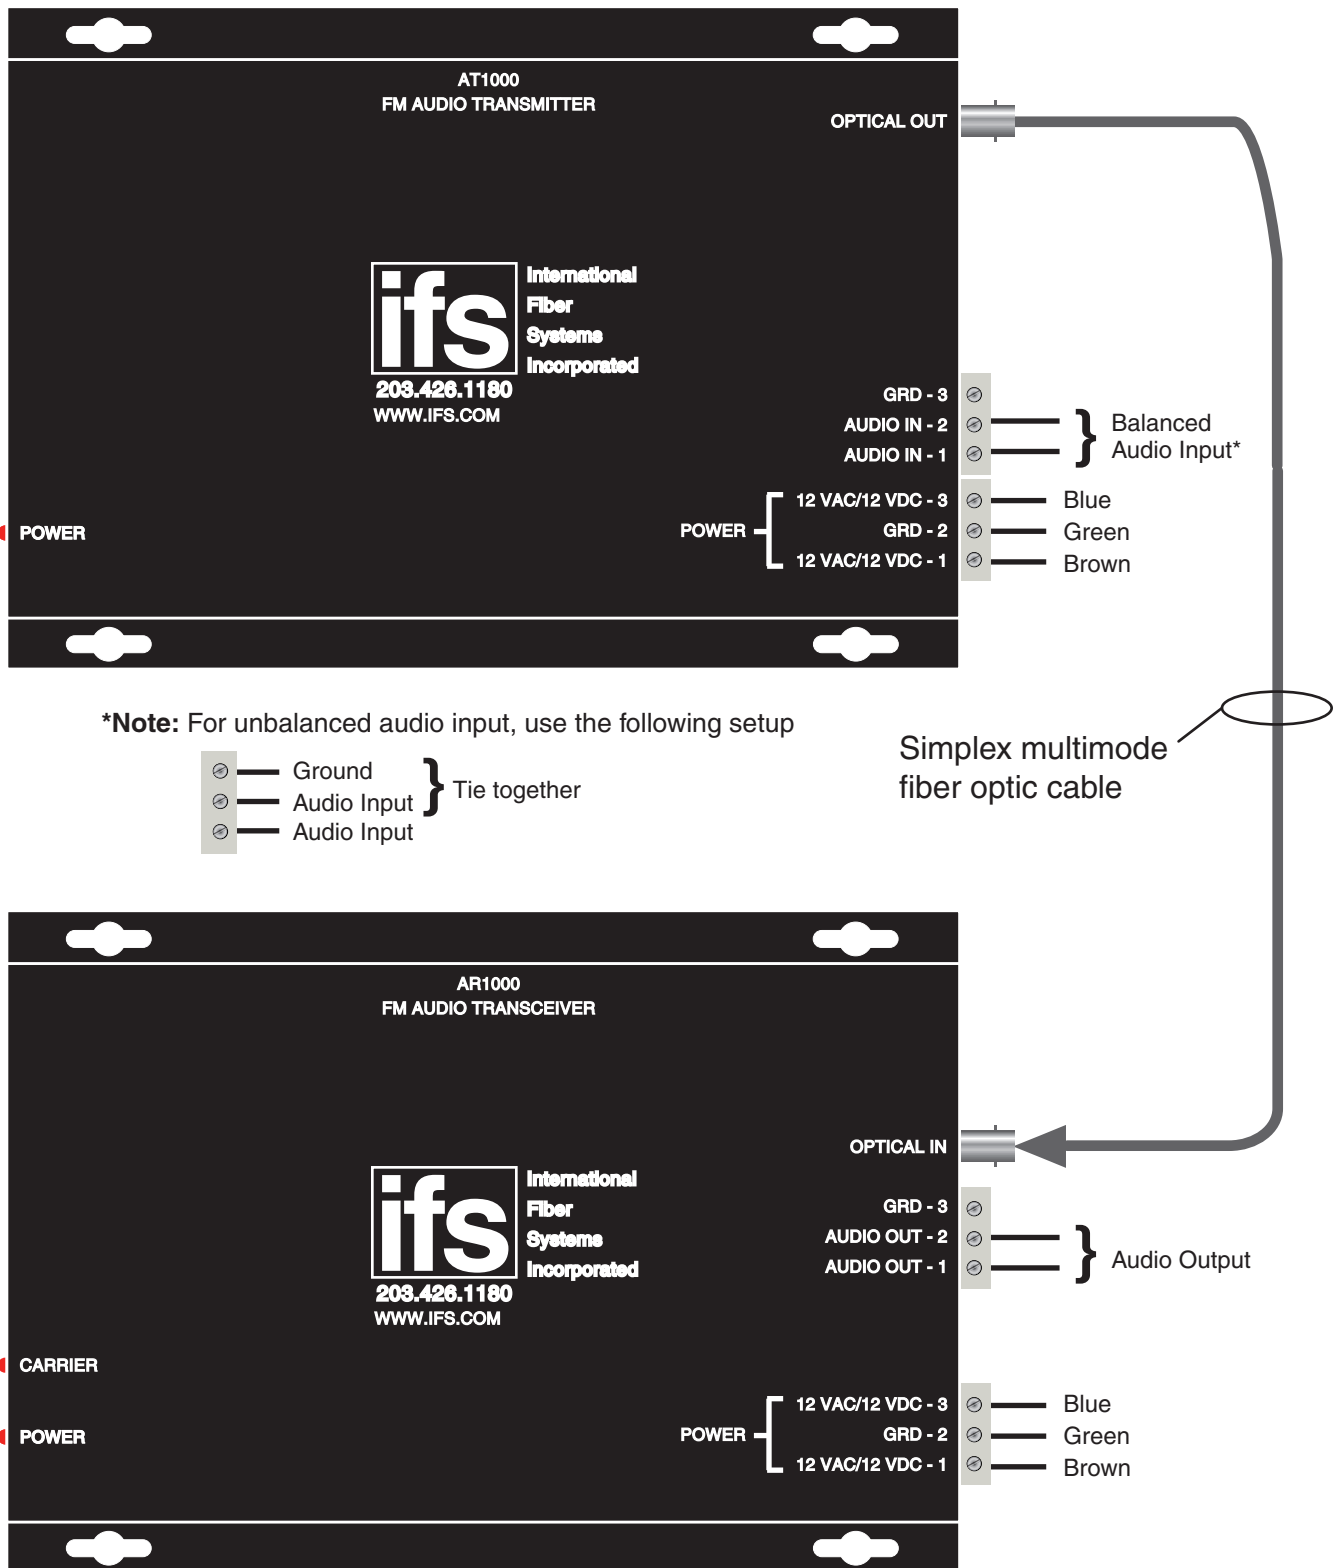 AT1000
FM AUDIO TRANSMITTER
OPTICAL OUT
ifs
International
Fiber
Systems
Incorporated
203.426.1180
WWW.IFS.COM
GRD - 3
AUDIO IN - 2
AUDIO IN - 1
} Balanced
Audio Input*
POWER
POWER
12 VAC/12 VDC - 3 Blue
GRD - 2 Green
12 VAC/12 VDC - 1 Brown
*Note: For unbalanced audio input, use the following setup
Ground
Audio Input
} Tie together
Audio Input
Simplex multimode
fiber optic cable
AR1000
FM AUDIO TRANSCEIVER
OPTICAL IN
ifs
International
Fiber
Systems
Incorporated
203.426.1180
WWW.IFS.COM
GRD - 3
AUDIO OUT - 2
AUDIO OUT - 1
} Audio Output
CARRIER
POWER
POWER
12 VAC/12 VDC - 3 Blue
GRD - 2 Green
12 VAC/12 VDC - 1 Brown